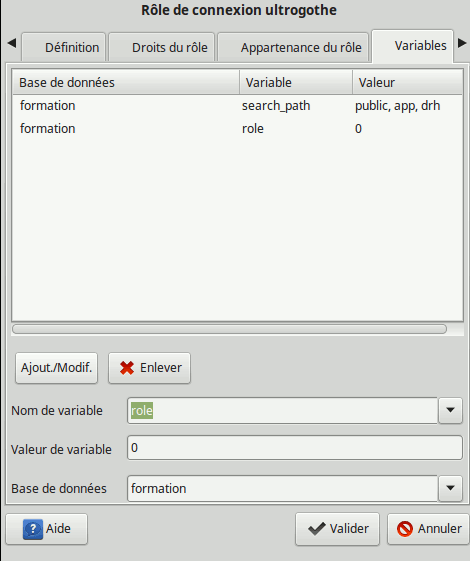 Rôle de connexion ultrogothe
Définition Droits du rôle Appartenance du rôle Variables
Base de données Variable Valeur
formation search_path public, app, drh
formation role 0
Ajout./Modif. Enlever
Nom de variable role
Valeur de variable 0
Base de données formation
? Aide Valider Annuler